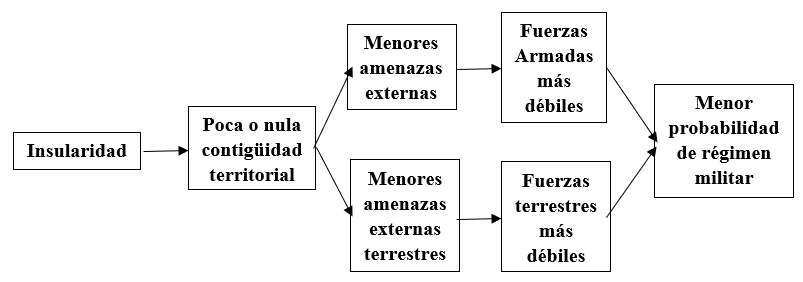 Insularidad
Poca o nula
contigüidad
territorial
Menores
amenazas
externas
Fuerzas
Armadas
más
débiles
Menores
amenazas
externas
terrestres
Fuerzas
terrestres
más
débiles
Menor
probabilidad
de régimen
militar